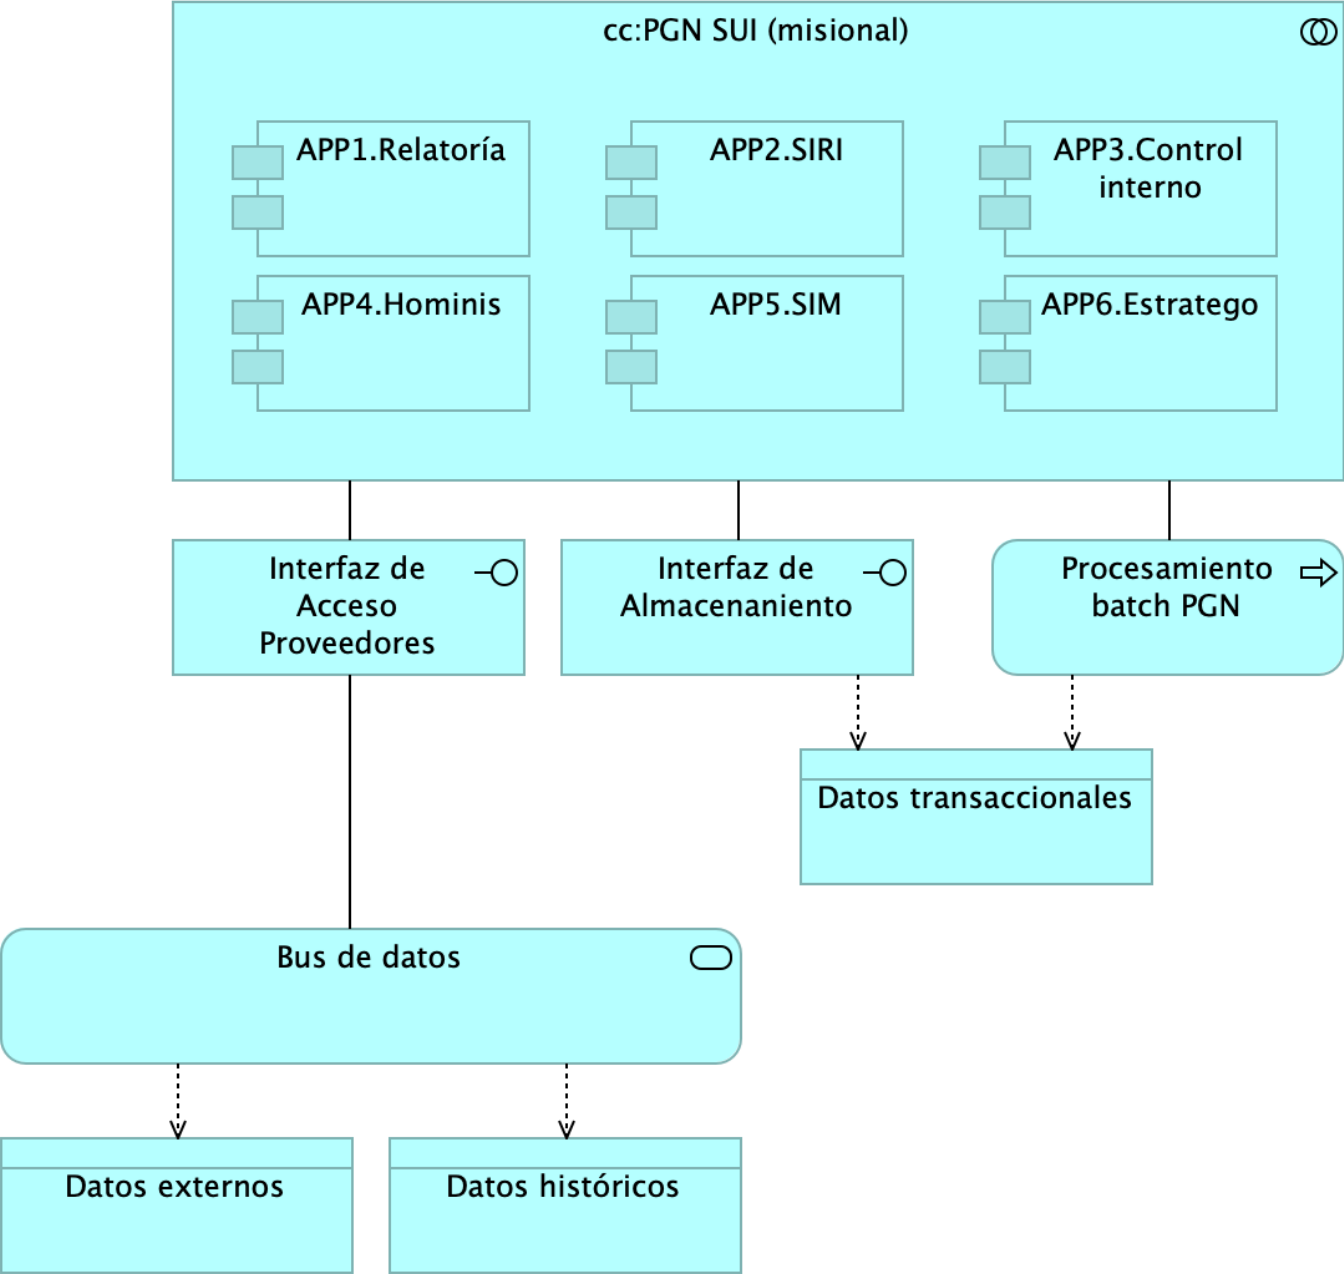 cc:PGN SUI (misional)
APP1.Relatoría
APP2.SIRI
APP3.Control
interno
APP4.Hominis
APP5.SIM
APP6.Estratego
Interfaz de
Acceso
Proveedores
Interfaz de
Almacenaniento
Procesamiento
batch PGN
Datos transaccionales
Bus de datos
Datos externos
Datos históricos